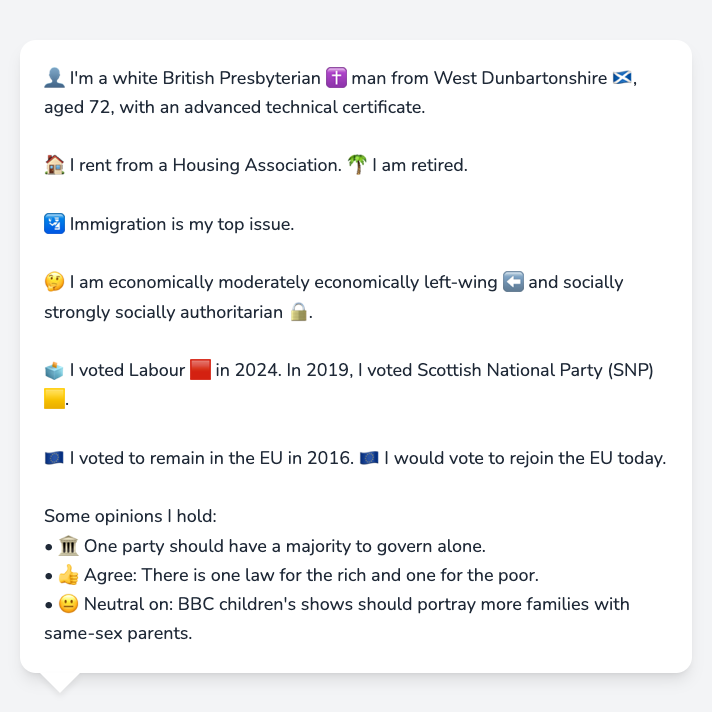 👤 I'm a white British Presbyterian ✝️ man from West Dunbartonshire 🏴󠁧󠁢󠁳󠁣󠁴󠁿,
aged 72, with an advanced technical certificate.
🏠 I rent from a Housing Association. 🌴 I am retired.
🛂 Immigration is my top issue.
🤔 I am economically moderately economically left-wing ⬅️ and socially
strongly socially authoritarian 🔒.
🗳️ I voted Labour 🟥 in 2024. In 2019, I voted Scottish National Party (SNP)
🟨.
🇪🇺 I voted to remain in the EU in 2016. 🇪🇺 I would vote to rejoin the EU today.
Some opinions I hold:
• 🏛️ One party should have a majority to govern alone.
• 👍 Agree: There is one law for the rich and one for the poor.
• 😐 Neutral on: BBC children's shows should portray more families with
same-sex parents.